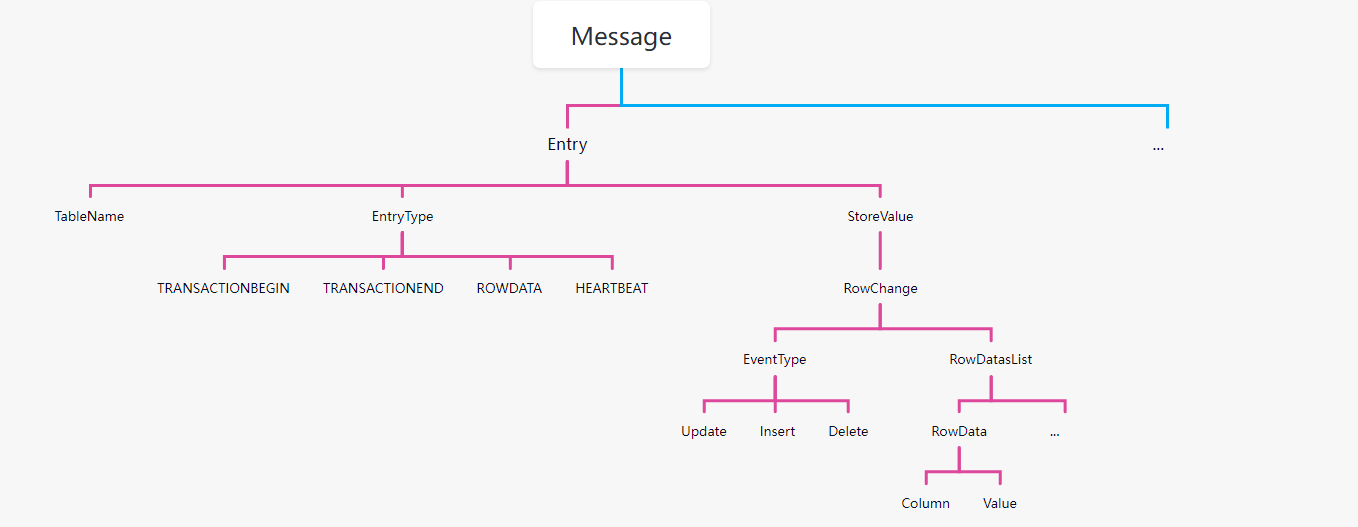 Message
Entry
...
TableName
EntryType
StoreValue
TRANSACTIONBEGIN
TRANSACTIONEND
ROWDATA
HEARTBEAT
RowChange
EventType
RowDatasList
Update
Insert
Delete
RowData
...
Column
Value